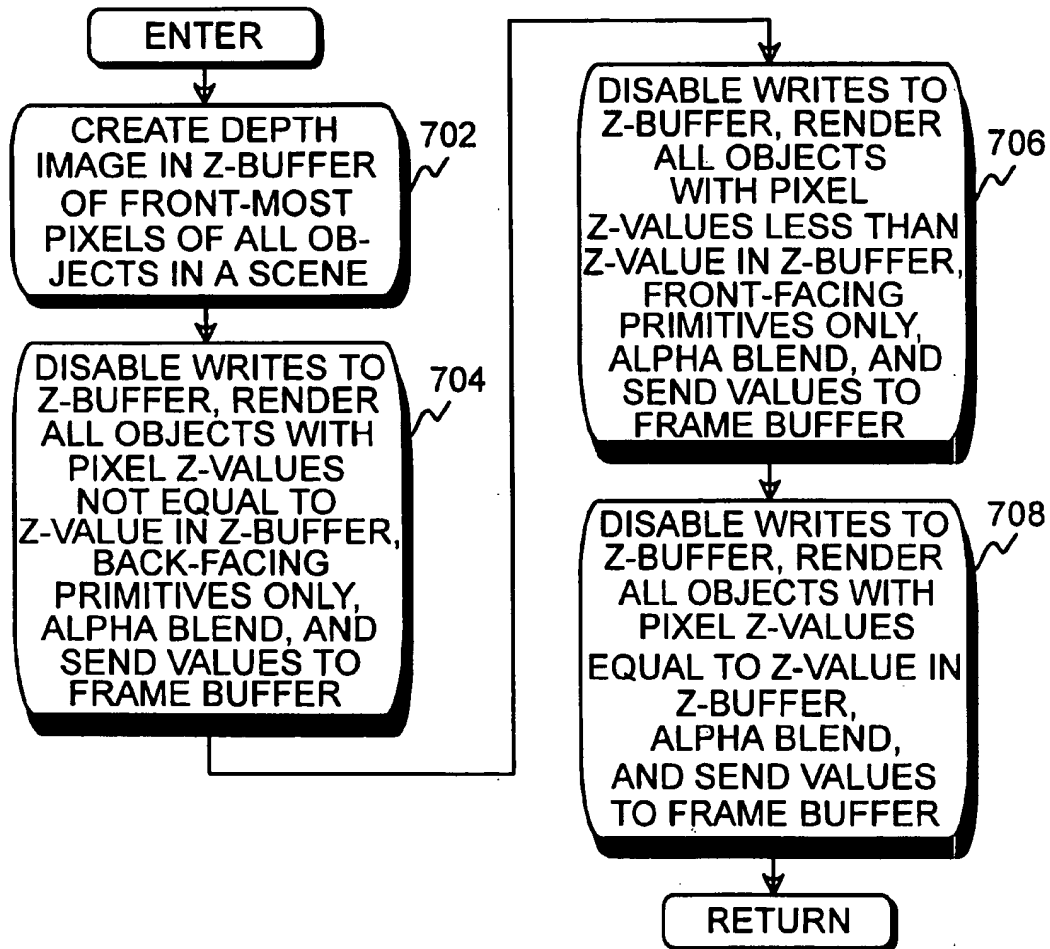 ENTER
CREATE DEPTH
IMAGE IN Z-BUFFER
OF FRONT-MOST
PIXELS OF ALL OB-
JECTS IN A SCENE
702
DISABLE WRITES TO
Z-BUFFER, RENDER
ALL OBJECTS WITH
PIXEL Z-VALUES
NOT EQUAL TO
Z-VALUE IN Z-BUFFER,
BACK-FACING
PRIMITIVES ONLY,
ALPHA BLEND, AND
SEND VALUES TO
FRAME BUFFER
704
DISABLE WRITES TO
Z-BUFFER, RENDER
ALL OBJECTS
WITH PIXEL
Z-VALUES LESS THAN
Z-VALUE IN Z-BUFFER,
FRONT-FACING
PRIMITIVES ONLY,
ALPHA BLEND, AND
SEND VALUES TO
FRAME BUFFER
706
DISABLE WRITES TO
Z-BUFFER, RENDER
ALL OBJECTS WITH
PIXEL Z-VALUES
EQUAL TO Z-VALUE IN
Z-BUFFER,
ALPHA BLEND,
AND SEND VALUES
TO FRAME BUFFER
708
RETURN